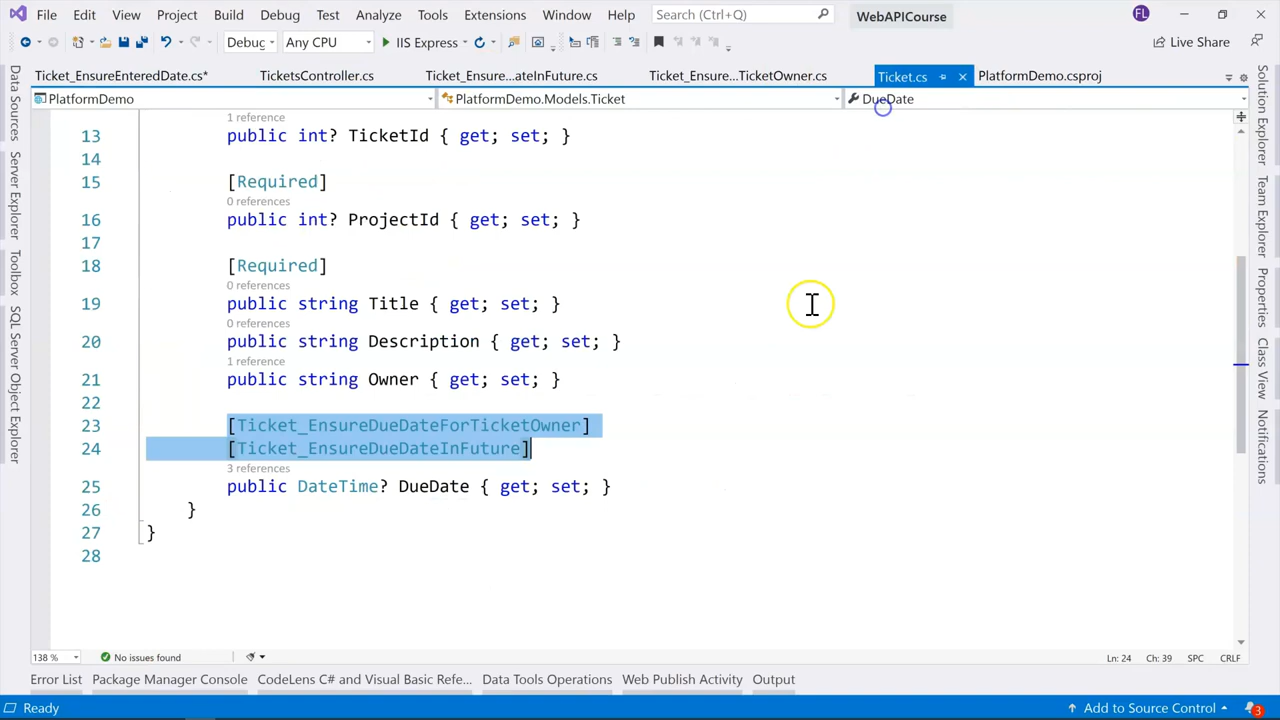 File Edit View Project Build Debug Test Analyze Tools Extensions Window Help Search (Ctrl+Q) WebAPICourse FL
Debug Any CPU IIS Express Live Share
Ticket_EnsureEnteredDate.cs* TicketsController.cs Ticket_Ensure...ateInFuture.cs Ticket_Ensure...TicketOwner.cs Ticket.cs PlatformDemo.csproj
PlatformDemo PlatformDemo.Models.Ticket DueDate
1 reference
13 public int? TicketId { get; set; }
14
15 [Required]
0 references
16 public int? ProjectId { get; set; }
17
18 [Required]
0 references
19 public string Title { get; set; }
0 references
20 public string Description { get; set; }
1 reference
21 public string Owner { get; set; }
22
23 [Ticket_EnsureDueDateForTicketOwner]
24 [Ticket_EnsureDueDateInFuture]
3 references
25 public DateTime? DueDate { get; set; }
26 }
27 }
28
138 % No issues found Ln: 24 Ch: 39 SPC CRLF
Error List Package Manager Console CodeLens C# and Visual Basic Refe... Data Tools Operations Web Publish Activity Output
Ready Add to Source Control 3
Data Sources
Server Explorer
Toolbox
SQL Server Object Explorer
Solution Explorer
Team Explorer
Properties
Class View
Notifications